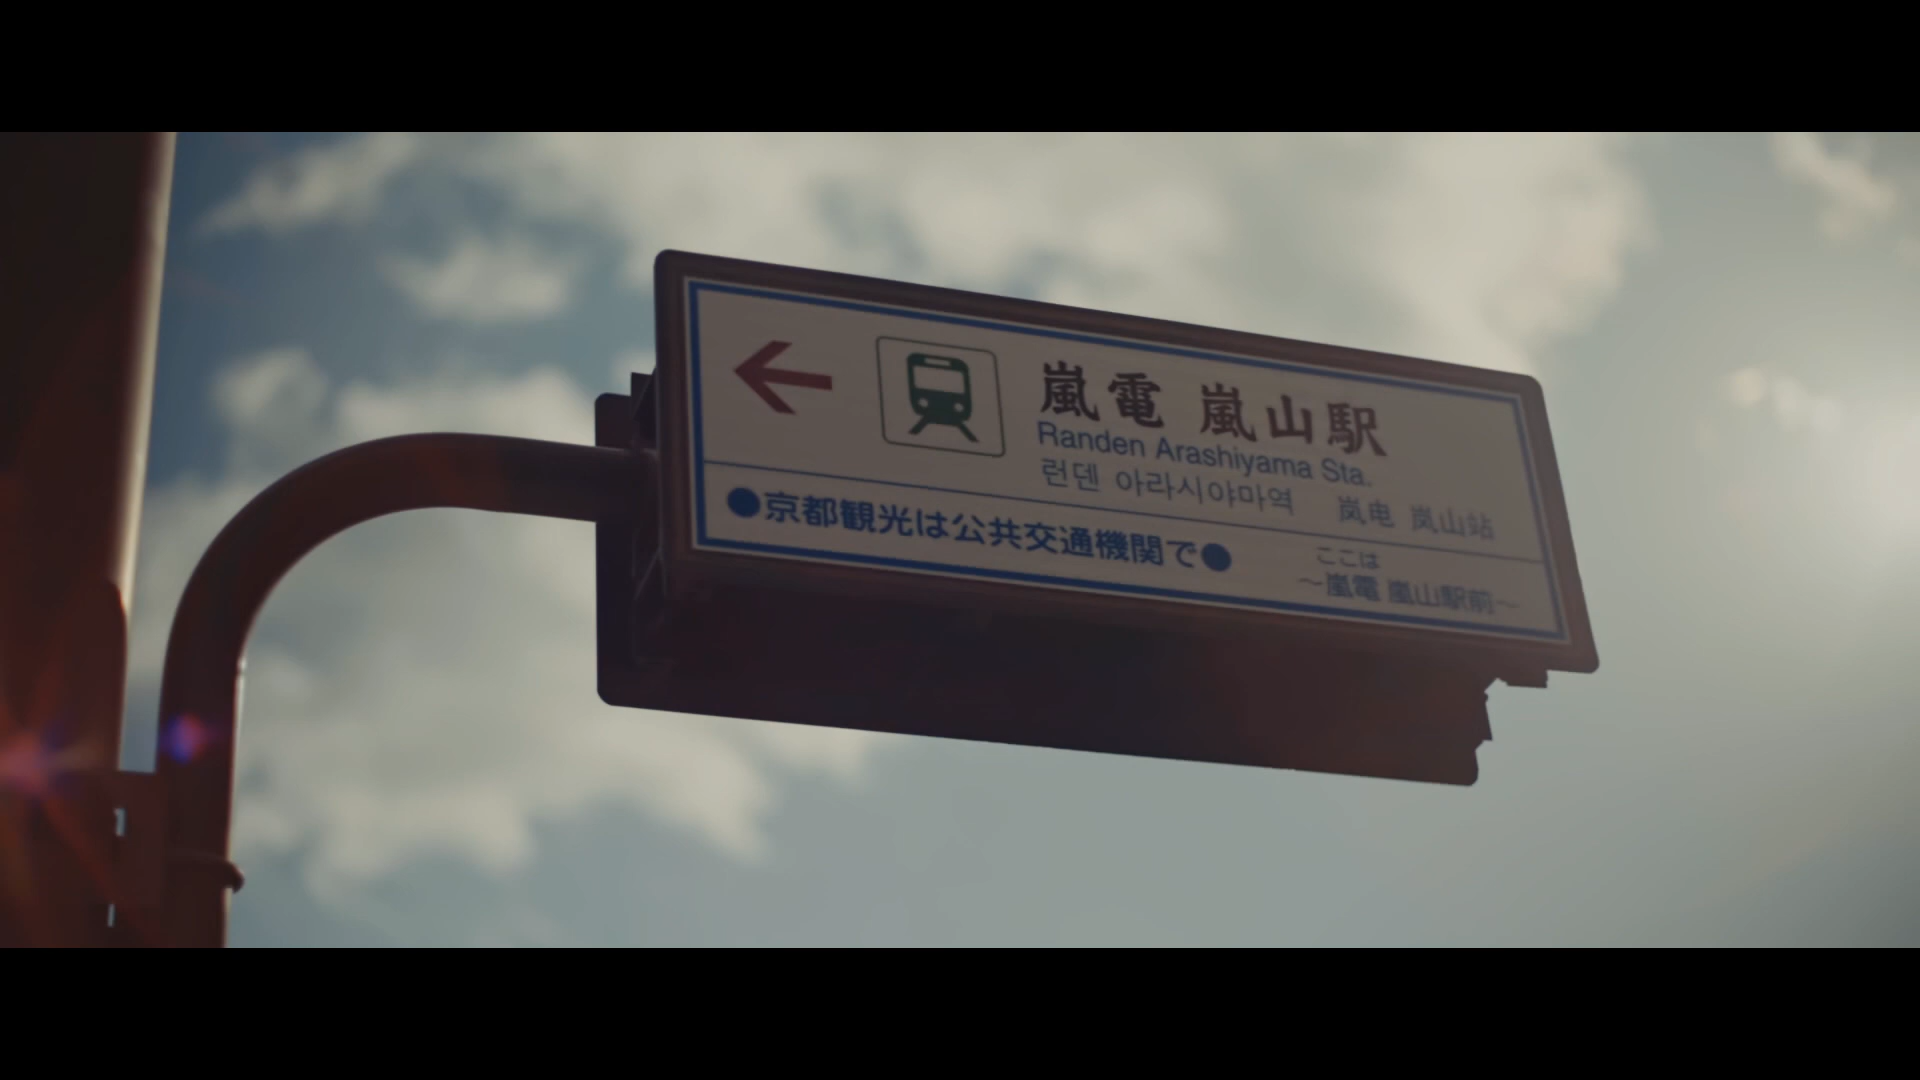 嵐電 嵐山駅
Randen Arashiyama Sta.
런덴 아라시야마역 岚电 岚山站
●京都観光は公共交通機関で●
ここは
～嵐電 嵐山駅前～